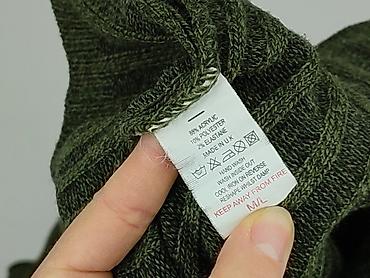 88% ACRYLIC
10% POLYESTER
2% ELASTANE
MADE IN U.K
HAND WASH
WASH INSIDE OUT
COOL IRON ON REVERSE
RESHAPE WHILST DAMP
KEEP AWAY FROM FIRE
M/L